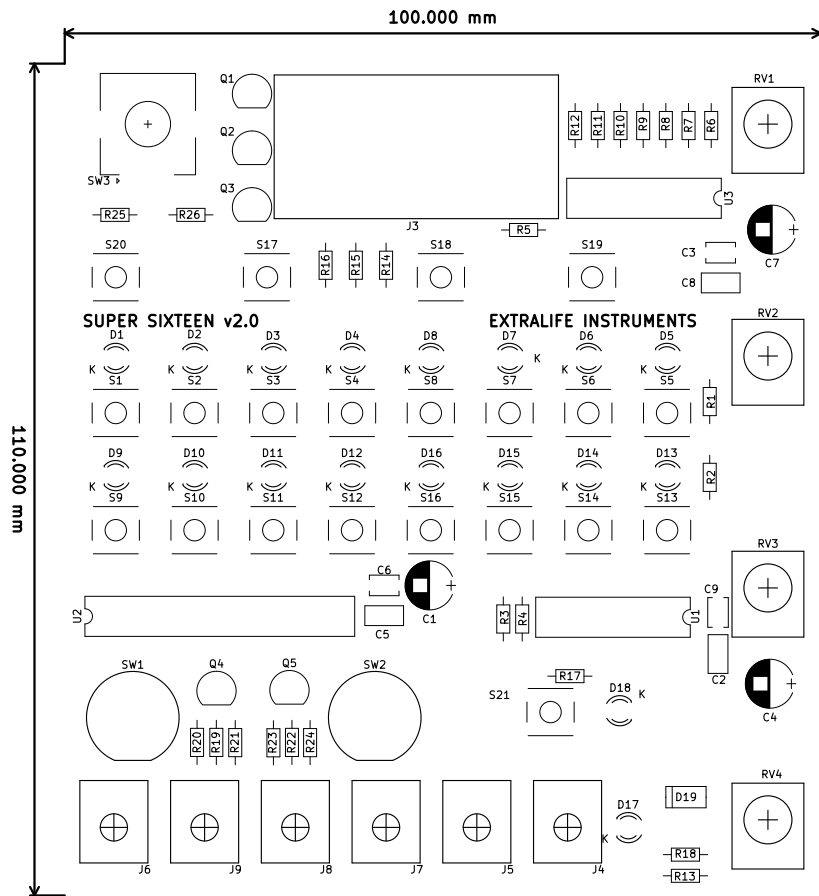 100.000 mm
110.000 mm
Q1
RV1
R12 R11 R10 R9 R8 R7 R6
Q2
SW3
Q3
U3
R25 R26
J3
R5
S20 S17 R16 R15 R14 S18 S19
C3
C7
C8
SUPER SIXTEEN v2.0 EXTRALIFE INSTRUMENTS
RV2
D1 D2 D3 D4 D8 D7 D6 D5
K K K K K K K K
S1 S2 S3 S4 S8 S7 S6 S5
R1
D9 D10 D11 D12 D16 D15 D14 D13
R2
K K K K K K K K
S9 S10 S11 S12 S16 S15 S14 S13
RV3
C6
C9
U2
C5 C1
R3 R4
U1
SW1 Q4 Q5 SW2
R17
C2
S21 D18 K
C4
R20 R19 R21 R23 R22 R24
RV4
D17
D19
K
R18
J6 J9 J8 J7 J5 J4
R13